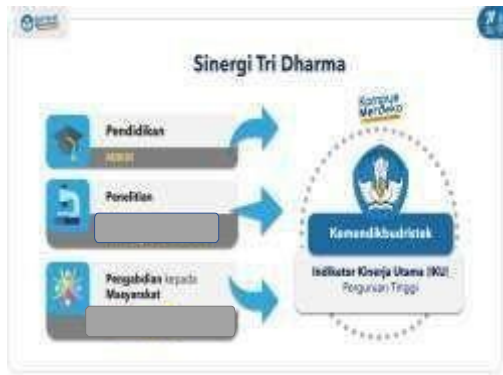 Sinergi Tri Dharma
Kampus
Merdeka
Pendidikan
Penelitian
Pengabdian kepada
Masyarakat
Kemendikbudristek
Indikator Kinerja Utama (IKU)
Perguruan Tinggi